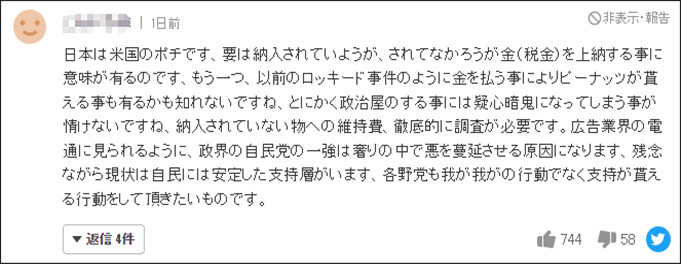 1日前
非表示・報告
日本は米国のポチです、要は納入されていようが、されてなかろうが金(税金)を上納する事に
意味が有るのです、もう一つ、以前のロッキード事件のように金を払う事によりピーナッツが貰
える事も有るかも知れないですね、とにかく政治屋のする事には疑心暗鬼になってしまう事が
情けないですね、納入されていない物への維持費、徹底的に調査が必要です。広告業界の電
通に見られるように、政界の自民党の一強は奢りの中で悪を蔓延させる原因になります、残念
ながら現状は自民には安定した支持層がいます、各野党も我が我がの行動でなく支持が貰え
る行動をして頂きたいものです。
返信4件
744
58